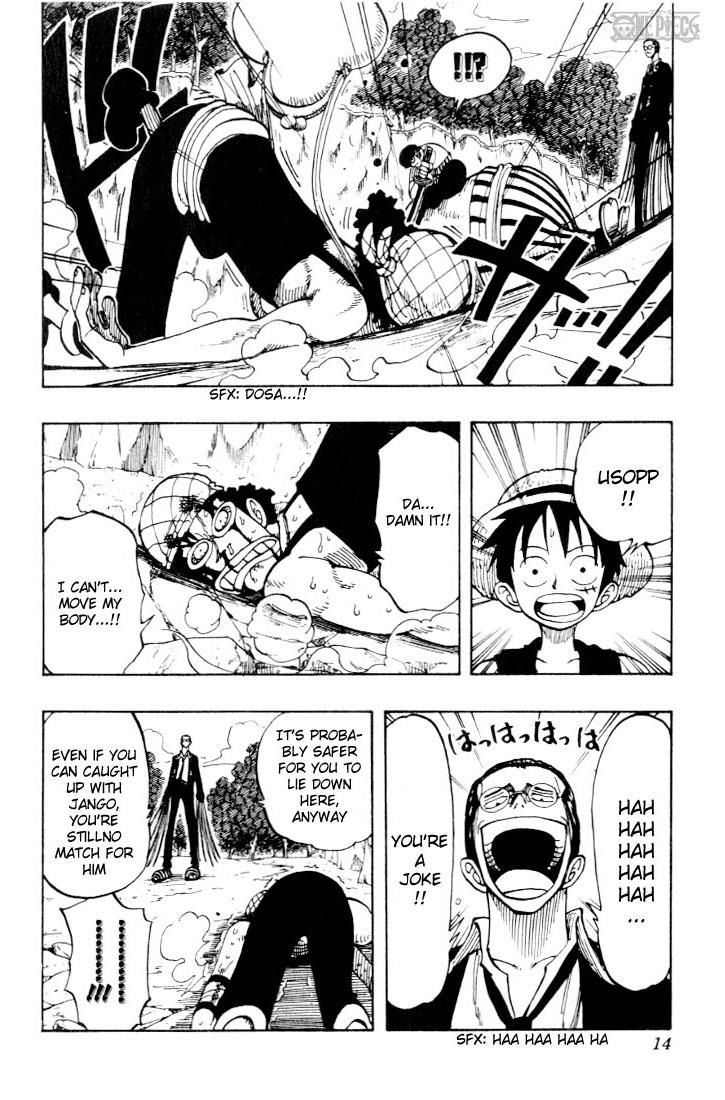 ONE PIECE
!!!?
ドサ...!!
SFX: DOSA...!!
USOPP
!!
DA...
DAMN IT!!
I CAN'T...
MOVE MY
BODY...!!
はっはっはっは
HAH
HAH
HAH
HAH
HAH
...
YOU'RE
A
JOKE
!!
SFX: HAA HAA HAA HA
IT'S PROBA-
BLY SAFER
FOR YOU TO
LIE DOWN
HERE,
ANYWAY
EVEN IF YOU
CAN CAUGHT
UP WITH
JANGO,
YOU'RE
STILLNO
MATCH FOR
HIM
!!!
14